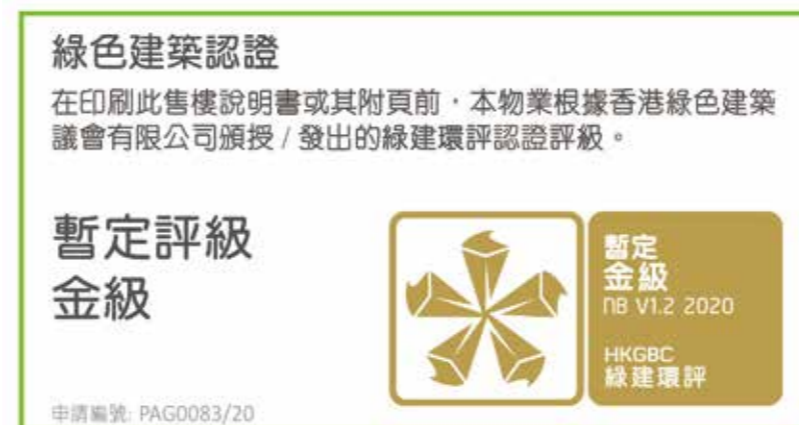 綠色建築認證
在印刷此售樓說明書或其附頁前，本物業根據香港綠色建築
議會有限公司頒授 / 發出的綠建環評認證評級。
暫定評級
金級
暫定
金級
NB V1.2 2020
HKGBC
綠建環評
申請編號: PAG0083/20